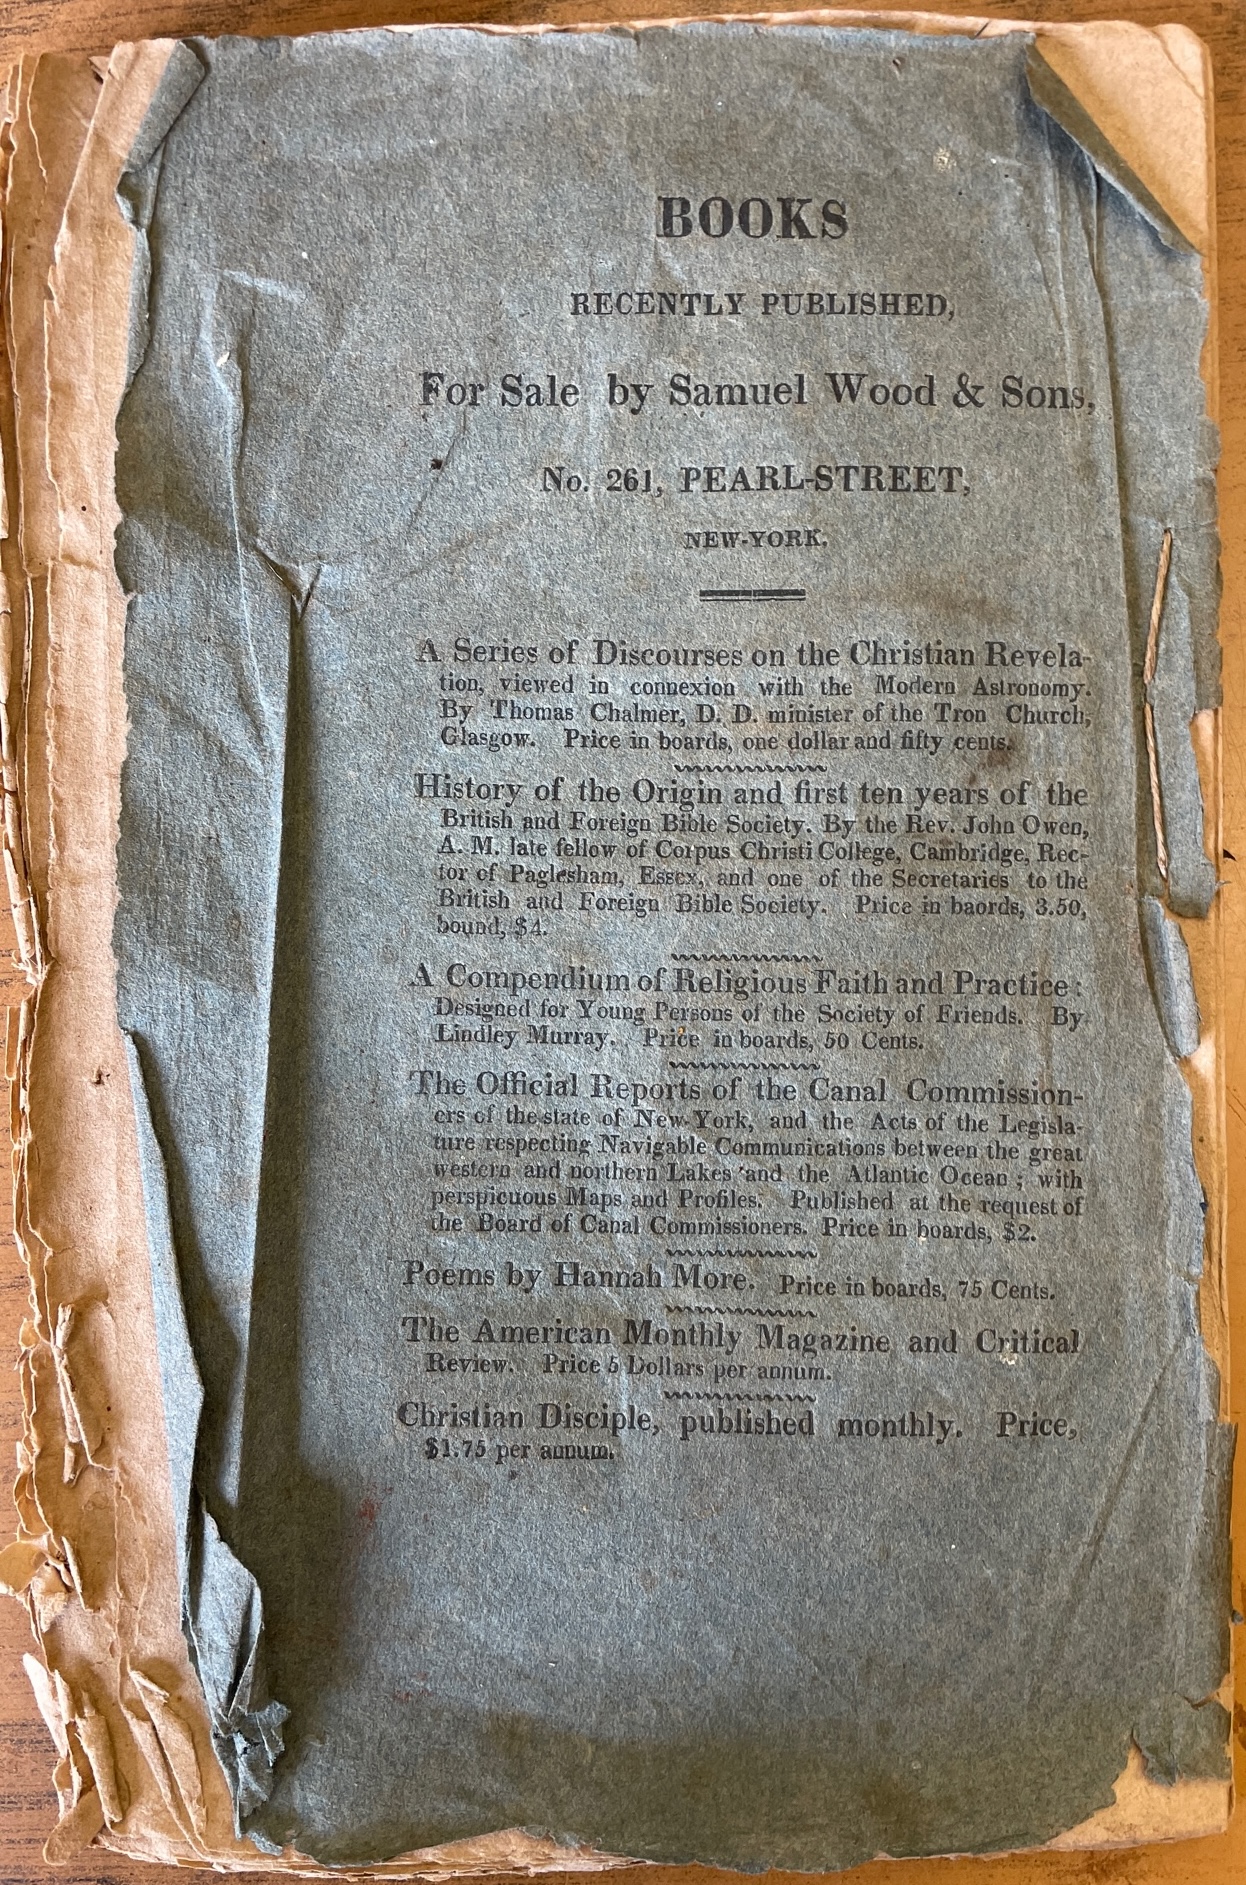 BOOKS
RECENTLY PUBLISHED,
For Sale by Samuel Wood & Sons,
No. 261, PEARL-STREET,
NEW-YORK.
A Series of Discourses on the Christian Revela-
tion, viewed in connexion with the Modern Astronomy.
By Thomas Chalmer, D. D. minister of the Tron Church,
Glasgow. Price in boards, one dollar and fifty cents.
History of the Origin and first ten years of the
British and Foreign Bible Society. By the Rev. John Owen,
A. M. late fellow of Corpus Christi College, Cambridge, Rec-
tor of Paglesham, Essex, and one of the Secretaries to the
British and Foreign Bible Society. Price in baords, 3.50,
bound, $4.
A Compendium of Religious Faith and Practice:
Designed for Young Persons of the Society of Friends. By
Lindley Murray. Price in boards, 50 Cents.
The Official Reports of the Canal Commission-
ers of the state of New-York, and the Acts of the Legisla-
ture respecting Navigable Communications between the great
western and northern Lakes and the Atlantic Ocean; with
perspicuous Maps and Profiles. Published at the request of
the Board of Canal Commissioners. Price in boards, $2.
Poems by Hannah More. Price in boards, 75 Cents.
The American Monthly Magazine and Critical
Review. Price 5 Dollars per annum.
Christian Disciple, published monthly. Price,
$1.75 per annum.